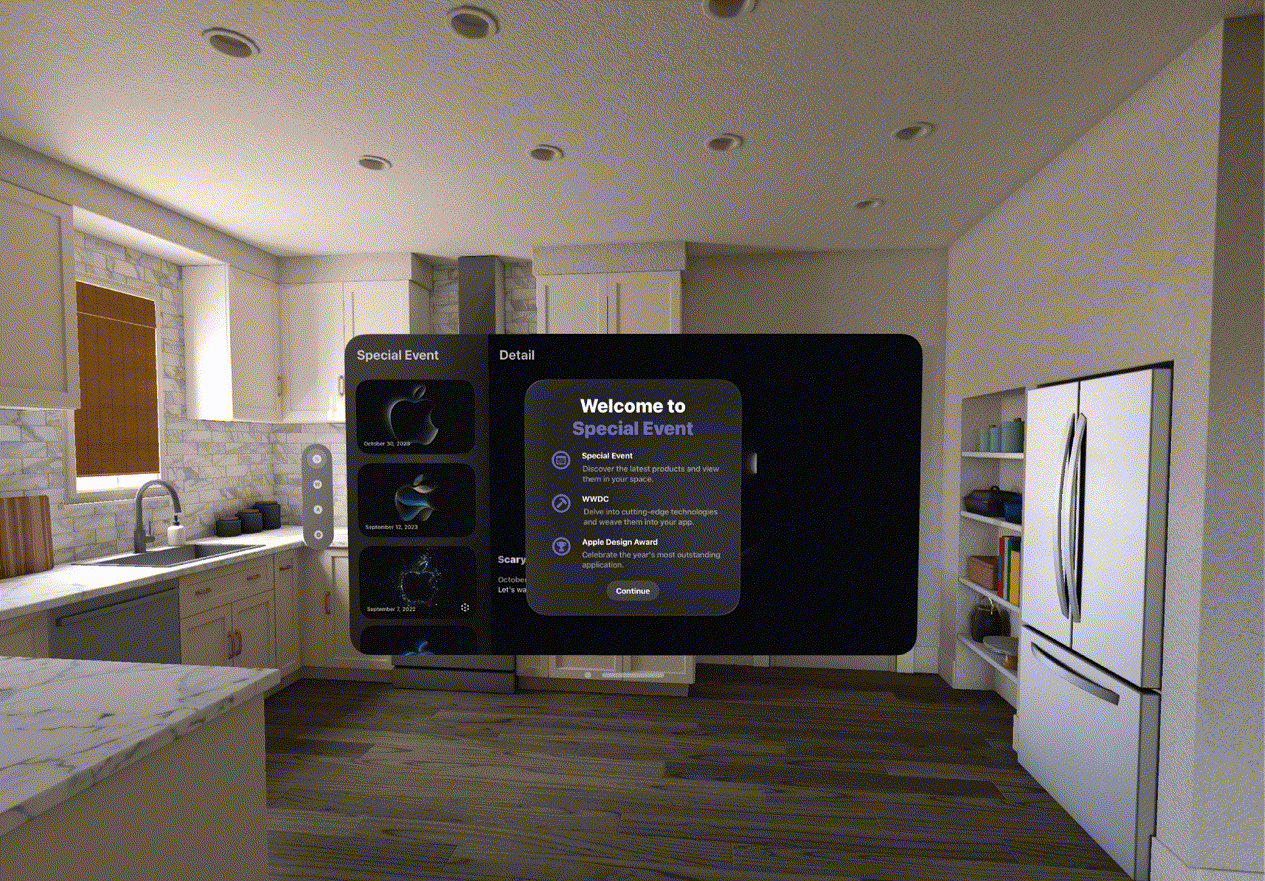 Special Event
Detail
October 30, 2023
September 12, 2023
September 7, 2022
Welcome to
Special Event
Special Event
Discover the latest products and view
them in your space.
WWDC
Delve into cutting-edge technologies
and weave them into your app.
Apple Design Award
Celebrate the year's most outstanding
application.
Continue
Scary
October
Let's wa